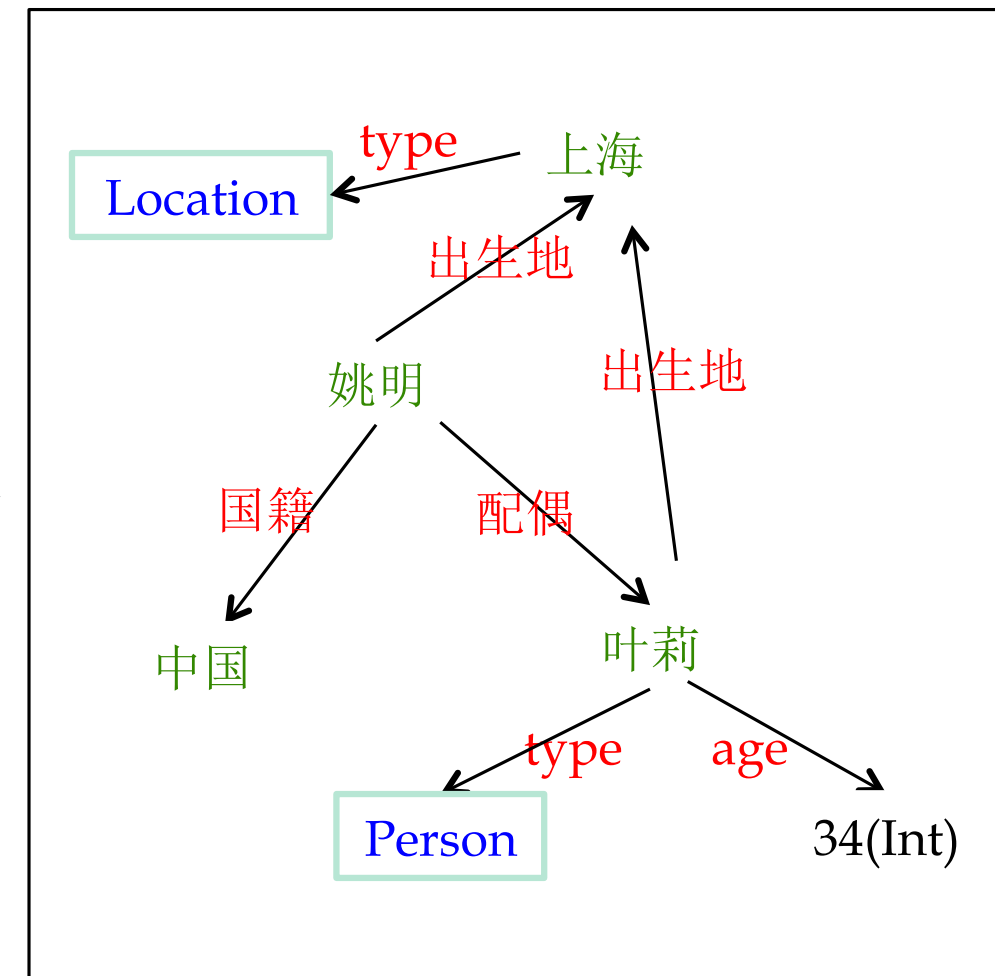 type
上海
Location
出生地
姚明
出生地
国籍
配偶
中国
叶莉
type
age
Person
34(Int)